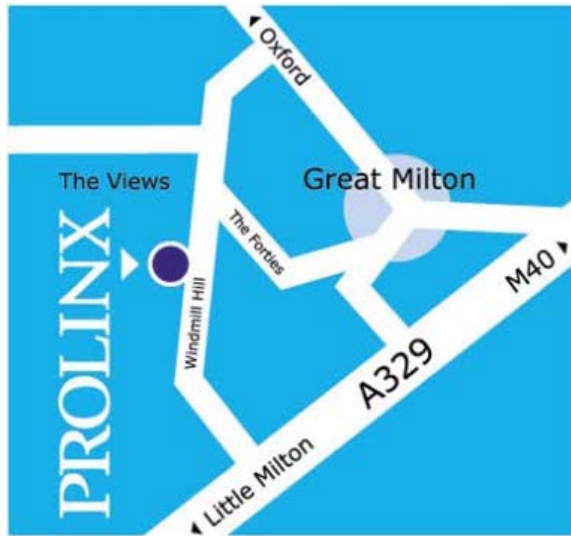 Oxford
Great Milton
The Views
The Forties
PROLINX
Windmill Hill
M40
A329
Little Milton